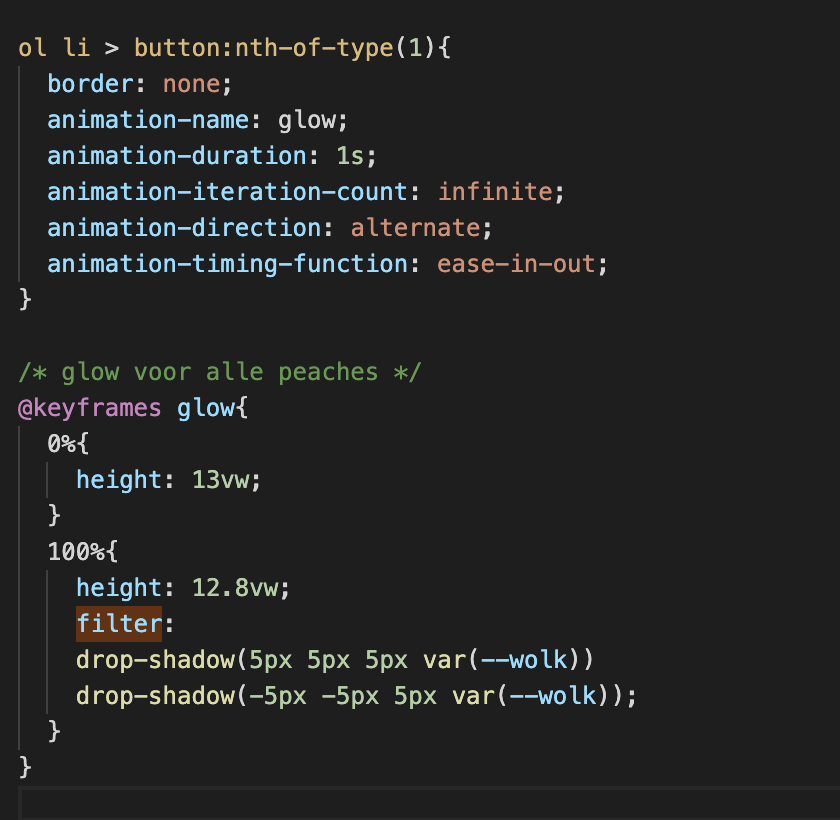 ol li > button:nth-of-type(1){
border: none;
animation-name: glow;
animation-duration: 1s;
animation-iteration-count: infinite;
animation-direction: alternate;
animation-timing-function: ease-in-out;
}
/* glow voor alle peaches */
@keyframes glow{
0%{
height: 13vw;
}
100%{
height: 12.8vw;
filter:
drop-shadow(5px 5px 5px var(--wolk))
drop-shadow(-5px -5px 5px var(--wolk));
}
}